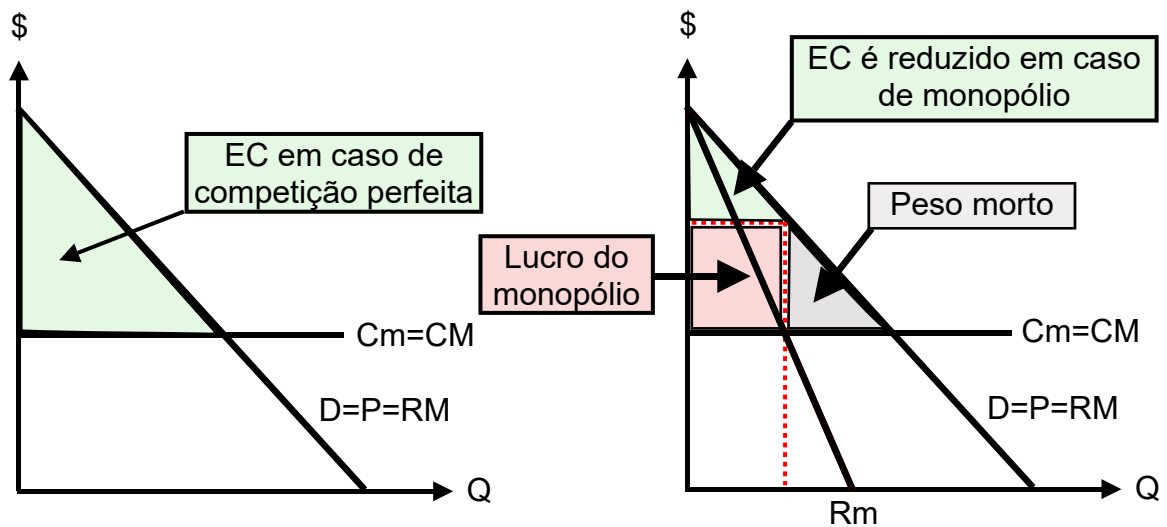 $
EC em caso de
competição perfeita
Cm=CM
D=P=RM
Q
$
EC é reduzido em caso
de monopólio
Peso morto
Lucro do
monopólio
Cm=CM
D=P=RM
Q
Rm